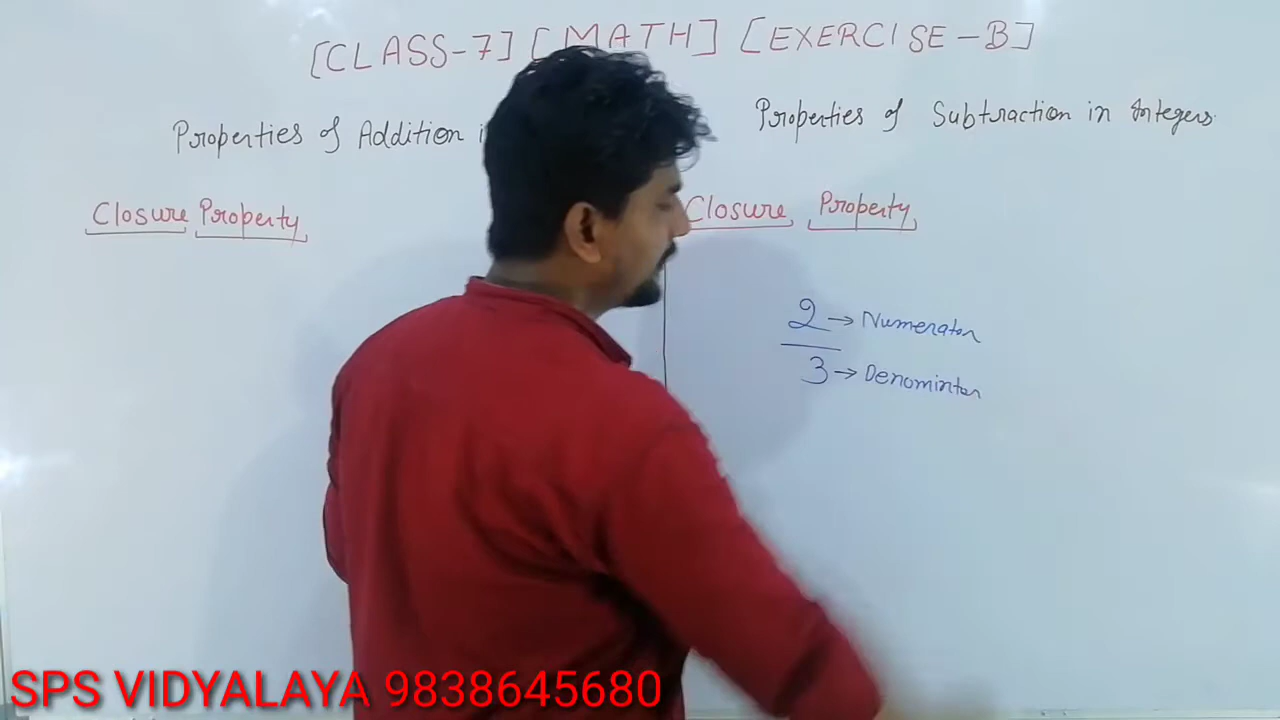 [CLASS-7] [MATH] [EXERCISE-B]
Properties of Addition i
Properties of Subtraction in Integers.
Closure Property
Closure Property
2 → Numerator
3 → Denomintor
SPS VIDYALAYA 9838645680